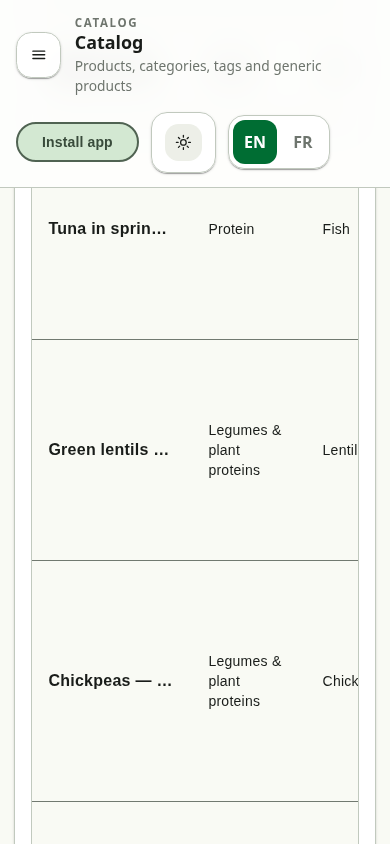 CATALOG
Catalog
Products, categories, tags and generic
products
Install app
EN
FR
Tuna in sprin…
Protein
Fish
Green lentils …
Legumes &
plant
proteins
Lentil
Chickpeas — …
Legumes &
plant
proteins
Chick